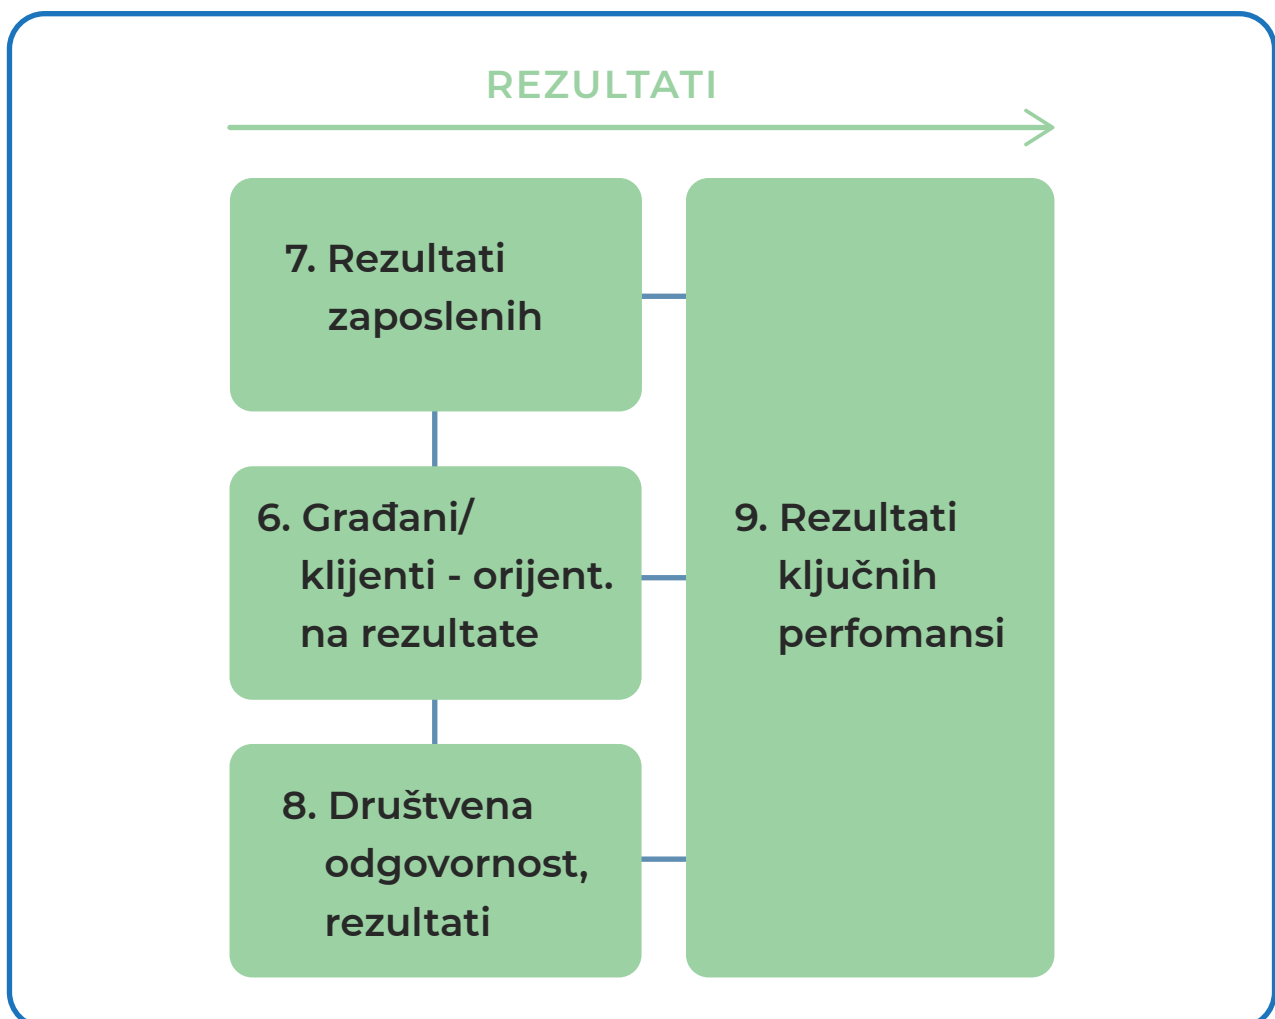 REZULTATI
7. Rezultati
zaposlenih
6. Građani/
klijenti - orijent.
na rezultate
8. Društvena
odgovornost,
rezultati
9. Rezultati
ključnih
perfomansi